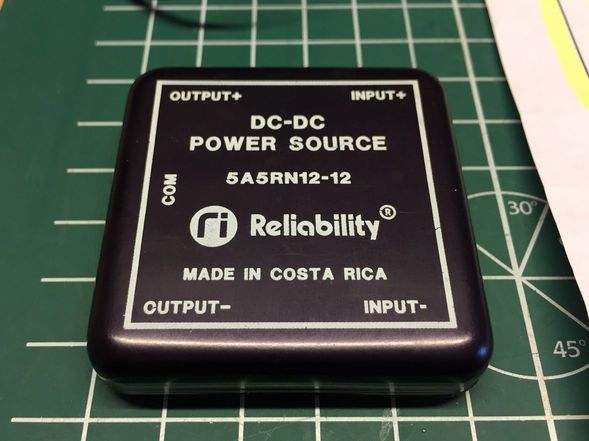 OUTPUT+ INPUT+
DC-DC
POWER SOURCE
5A5RN12-12
COM
ri Reliability®
MADE IN COSTA RICA
OUTPUT- INPUT-
30°
45°